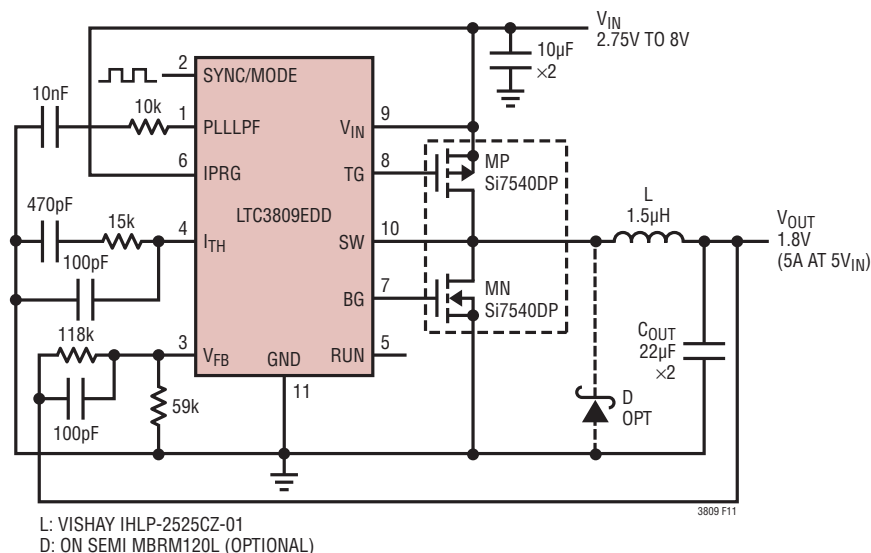 VIN
2.75V TO 8V
10µF
×2
2
SYNC/MODE
10nF
10k
1
PLLLPF
VIN
9
6
IPRG
TG
8
MP
Si7540DP
470pF
15k
4
ITH
LTC3809EDD
SW
10
L
1.5µH
VOUT
1.8V
(5A AT 5VIN)
100pF
BG
7
MN
Si7540DP
118k
3
VFB
GND
RUN
5
COUT
22µF
×2
11
59k
100pF
D
OPT
3809 F11
L: VISHAY IHLP-2525CZ-01
D: ON SEMI MBRM120L (OPTIONAL)